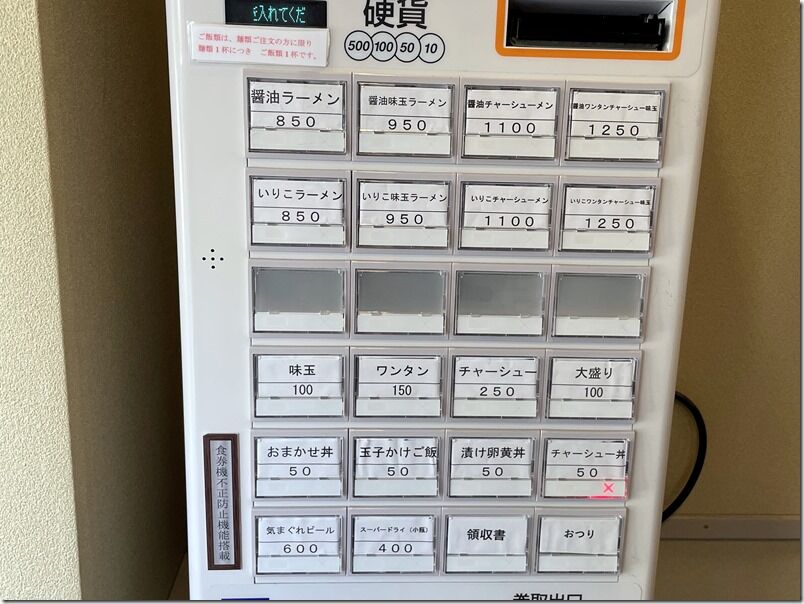 を入れてくだ
硬貨
500 100 50 10
ご飯類は、麺類ご注文の方に限り
麺類1杯につき ご飯類1杯です。
醤油ラーメン
850
醤油味玉ラーメン
950
醤油チャーシューメン
1100
醤油ワンタンチャーシュー味玉
1250
いりこラーメン
850
いりこ味玉ラーメン
950
いりこチャーシューメン
1100
いりこワンタンチャーシュー味玉
1250
味玉
100
ワンタン
150
チャーシュー
250
大盛り
100
おまかせ丼
50
玉子かけご飯
50
漬け卵黄丼
50
チャーシュー丼
50
×
気まぐれビール
600
スーパードライ(小瓶)
400
領収書
おつり
食券機不正防止機能搭載
券取出口